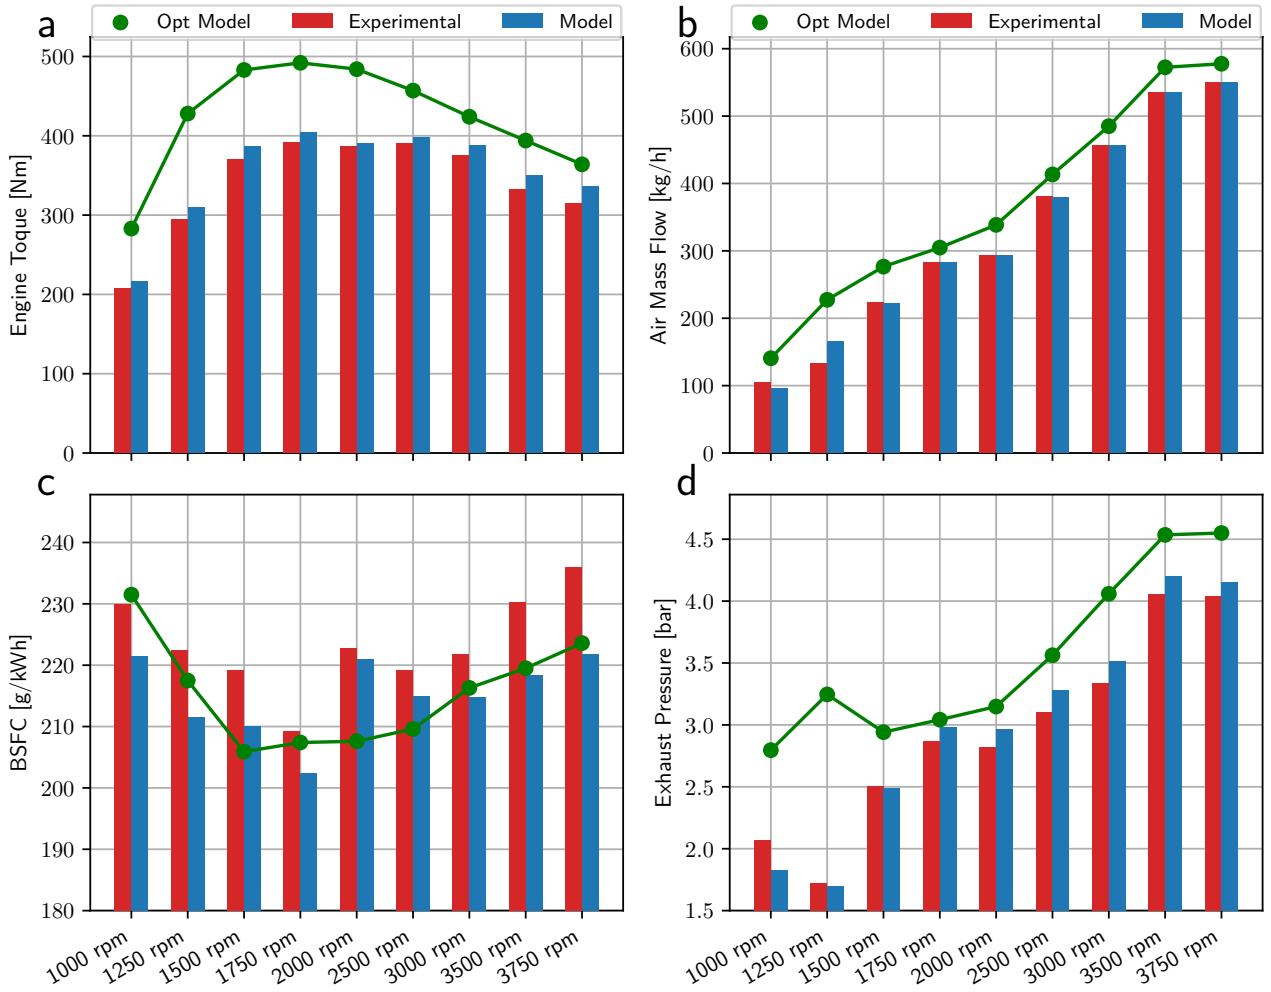 a
Opt Model Experimental Model
500
400
300
200
100
0
Engine Toque [Nm]
b
Opt Model Experimental Model
600
500
400
300
200
100
0
Air Mass Flow [kg/h]
c
240
230
220
210
200
190
180
BSFC [g/kWh]
1000 rpm
1250 rpm
1500 rpm
1750 rpm
2000 rpm
2500 rpm
3000 rpm
3500 rpm
3750 rpm
d
4.5
4.0
3.5
3.0
2.5
2.0
1.5
Exhaust Pressure [bar]
1000 rpm
1250 rpm
1500 rpm
1750 rpm
2000 rpm
2500 rpm
3000 rpm
3500 rpm
3750 rpm